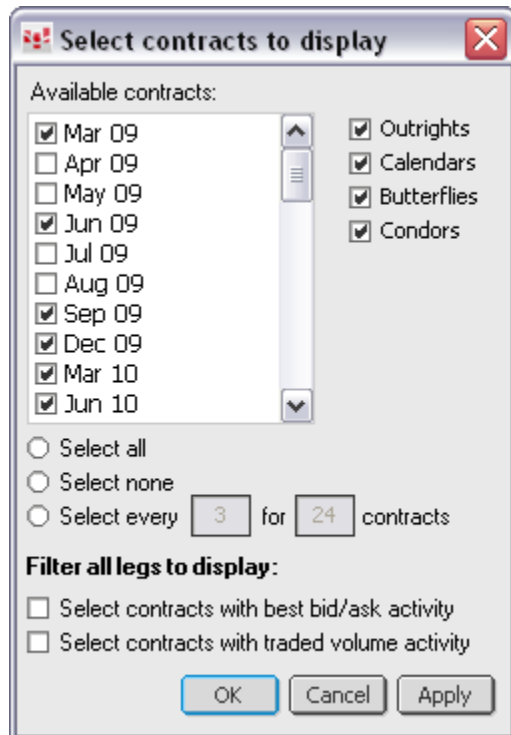 Select contracts to display
Available contracts:
Mar 09
Apr 09
May 09
Jun 09
Jul 09
Aug 09
Sep 09
Dec 09
Mar 10
Jun 10
Outrights
Calendars
Butterflies
Condors
Select all
Select none
Select every 3 for 24 contracts
Filter all legs to display:
Select contracts with best bid/ask activity
Select contracts with traded volume activity
OK Cancel Apply